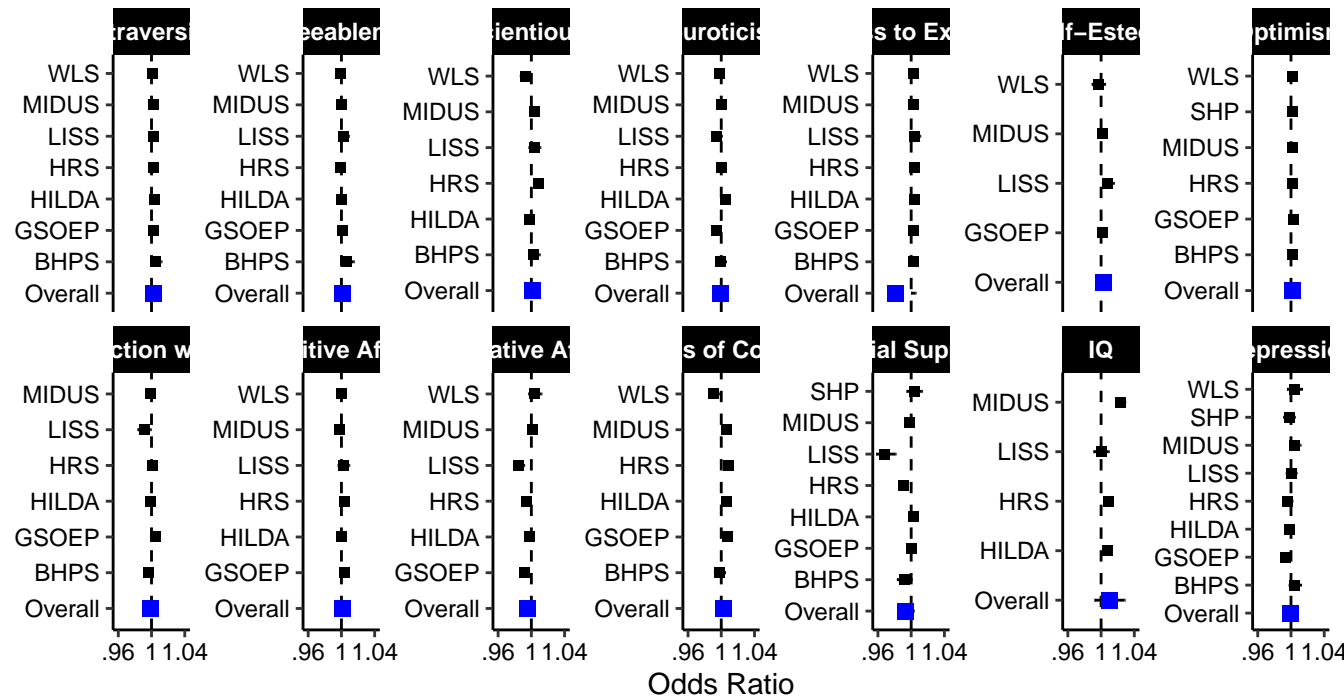 traversi
eeablen
cientiou
uroticis
ss to Ex
lf−Estee
ptimism
WLS
MIDUS
LISS
HRS
HILDA
GSOEP
BHPS
Overall
WLS
MIDUS
LISS
HRS
HILDA
GSOEP
BHPS
Overall
WLS
MIDUS
LISS
HRS
HILDA
BHPS
Overall
WLS
MIDUS
LISS
HRS
HILDA
GSOEP
BHPS
Overall
WLS
MIDUS
LISS
HRS
HILDA
GSOEP
BHPS
Overall
WLS
MIDUS
LISS
GSOEP
Overall
WLS
SHP
MIDUS
HRS
GSOEP
BHPS
Overall
ction w
itive Af
ative Af
s of Co
ial Sup
IQ
epressio
MIDUS
LISS
HRS
HILDA
GSOEP
BHPS
Overall
WLS
MIDUS
LISS
HRS
HILDA
GSOEP
Overall
WLS
MIDUS
LISS
HRS
HILDA
GSOEP
Overall
WLS
MIDUS
HRS
HILDA
GSOEP
BHPS
Overall
SHP
MIDUS
LISS
HRS
HILDA
GSOEP
BHPS
Overall
MIDUS
LISS
HRS
HILDA
Overall
WLS
SHP
MIDUS
LISS
HRS
HILDA
GSOEP
BHPS
Overall
.96 1 1.04
.96 1 1.04
.96 1 1.04
.96 1 1.04
.96 1 1.04
.96 1 1.04
.96 1 1.04
Odds Ratio